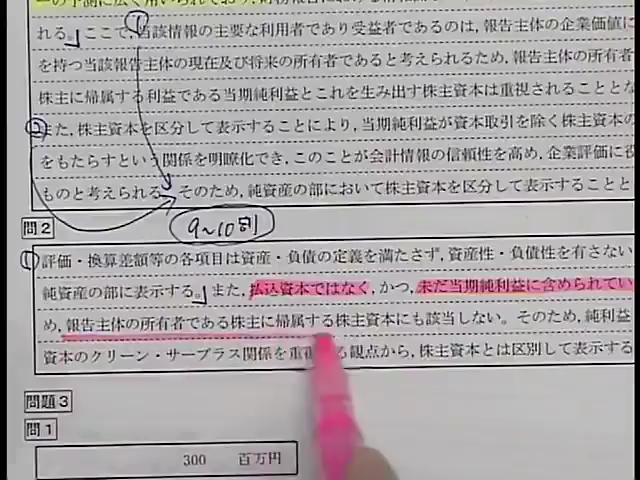 の予測に広く用いられており
れる。」ここで、当該情報の主要な利用者であり受益者であるのは、報告主体の企業価値に
を持つ当該報告主体の現在及び将来の所有者であると考えられるため、報告主体の所有者
株主に帰属する利益である当期純利益とこれを生み出す株主資本は重視されることとな
② また、株主資本を区分して表示することにより、当期純利益が資本取引を除く株主資本の
をもたらすという関係を明瞭化でき、このことが会計情報の信頼性を高め、企業評価に役
ものと考えられる。そのため、純資産の部において株主資本を区分して表示することと
9~10割
問2
① 評価・換算差額等の各項目は資産・負債の定義を満たさず、資産性・負債性を有さない
純資産の部に表示する。」また、払込資本ではなく、かつ、未だ当期純利益に含められてい
め、報告主体の所有者である株主に帰属する株主資本にも該当しない。そのため、純利益
資本のクリーン・サープラス関係を重視する観点から、株主資本とは区別して表示する
問題3
問1
300 百万円